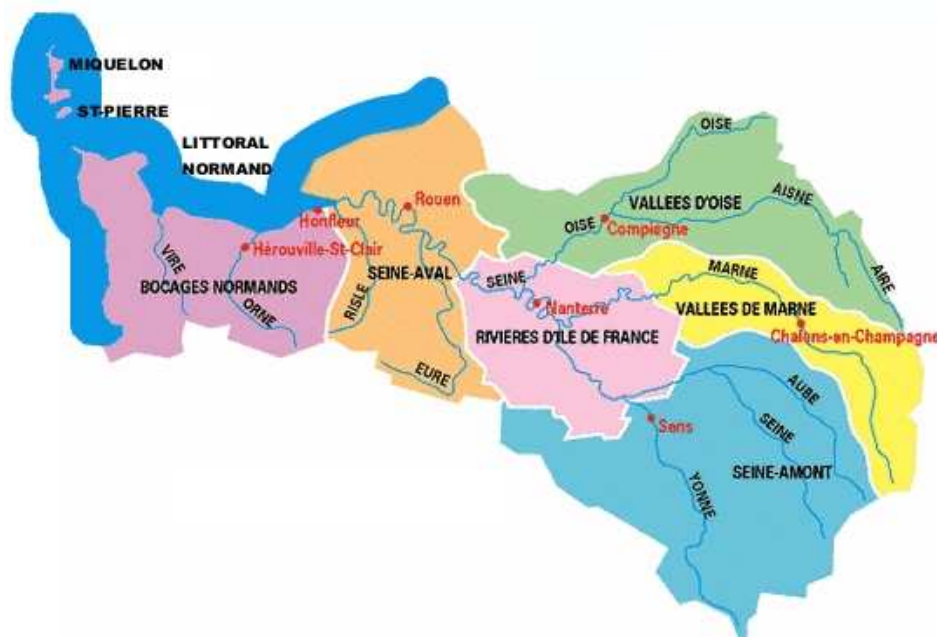 MIQUELON
ST-PIERRE
LITTORAL
NORMAND
OISE
VALLEES D'OISE
AISNE
Rouen
Honfleur
OISE
Compiegne
Hérouville-St-Clair
VIRE
SEINE-AVAL
SEINE
MARNE
AIRE
BOCAGES NORMANDS
ORNE
RISLE
Nanterre
VALLEES DE MARNE
RIVIERES D'ILE DE FRANCE
Chalons-en-Champagne
EURE
AUBE
Sens
SEINE
SEINE-AMONT
YONNE